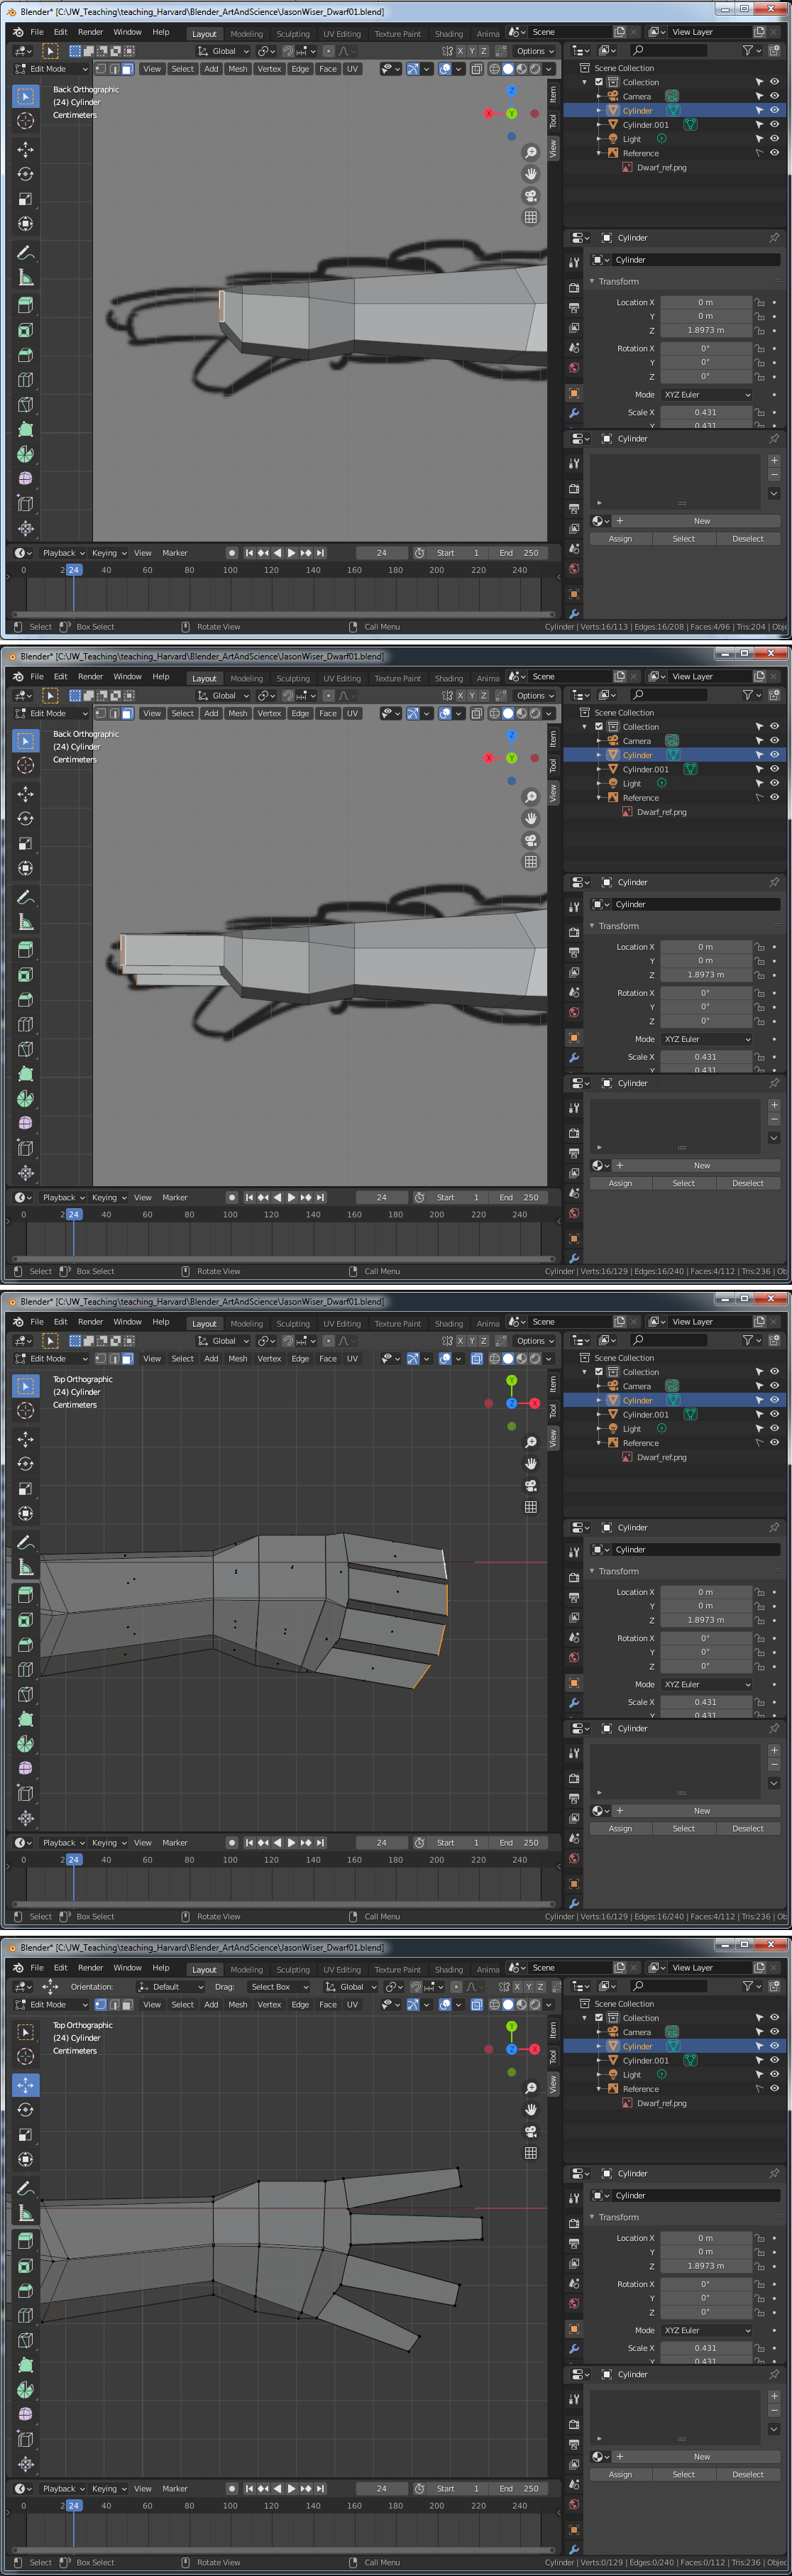 Blender* [C:\JW_Teaching\teaching_Harvard\Blender_ArtAndScience\JasonWiser_Dwarf01.blend]
File Edit Render Window Help Layout Modeling Sculpting UV Editing Texture Paint Shading Anima Scene View Layer
Global X Y Z Options
Edit Mode View Select Add Mesh Vertex Edge Face UV
Back Orthographic
(24) Cylinder
Centimeters
Z
X Y
Item
Tool
View
Scene Collection
Collection
Camera
Cylinder
Cylinder.001
Light
Reference
Dwarf_ref.png
Cylinder
Cylinder
Transform
Location X 0 m
Y 0 m
Z 1.8973 m
Rotation X 0°
Y 0°
Z 0°
Mode XYZ Euler
Scale X 0.431
Y 0.431
Cylinder
New
Assign Select Deselect
Playback Keying View Marker 24 Start 1 End 250
0 2 24 40 60 80 100 120 140 160 180 200 220 240
Select Box Select Rotate View Call Menu Cylinder | Verts:16/113 | Edges:16/208 | Faces:4/96 | Tris:204 | Obje
Blender* [C:\JW_Teaching\teaching_Harvard\Blender_ArtAndScience\JasonWiser_Dwarf01.blend]
File Edit Render Window Help Layout Modeling Sculpting UV Editing Texture Paint Shading Anima Scene View Layer
Global X Y Z Options
Edit Mode View Select Add Mesh Vertex Edge Face UV
Back Orthographic
(24) Cylinder
Centimeters
Z
X Y
Item
Tool
View
Scene Collection
Collection
Camera
Cylinder
Cylinder.001
Light
Reference
Dwarf_ref.png
Cylinder
Cylinder
Transform
Location X 0 m
Y 0 m
Z 1.8973 m
Rotation X 0°
Y 0°
Z 0°
Mode XYZ Euler
Scale X 0.431
Y 0.431
Cylinder
New
Assign Select Deselect
Playback Keying View Marker 24 Start 1 End 250
0 2 24 40 60 80 100 120 140 160 180 200 220 240
Select Box Select Rotate View Call Menu Cylinder | Verts:16/129 | Edges:16/240 | Faces:4/112 | Tris:236 | Ob
Blender* [C:\JW_Teaching\teaching_Harvard\Blender_ArtAndScience\JasonWiser_Dwarf01.blend]
File Edit Render Window Help Layout Modeling Sculpting UV Editing Texture Paint Shading Anima Scene View Layer
Global X Y Z Options
Edit Mode View Select Add Mesh Vertex Edge Face UV
Top Orthographic
(24) Cylinder
Centimeters
Y
Z X
Item
Tool
View
Scene Collection
Collection
Camera
Cylinder
Cylinder.001
Light
Reference
Dwarf_ref.png
Cylinder
Cylinder
Transform
Location X 0 m
Y 0 m
Z 1.8973 m
Rotation X 0°
Y 0°
Z 0°
Mode XYZ Euler
Scale X 0.431
Y 0.431
Cylinder
New
Assign Select Deselect
Playback Keying View Marker 24 Start 1 End 250
0 2 24 40 60 80 100 120 140 160 180 200 220 240
Select Box Select Rotate View Call Menu Cylinder | Verts:16/129 | Edges:16/240 | Faces:4/112 | Tris:236 | Ob
Blender* [C:\JW_Teaching\teaching_Harvard\Blender_ArtAndScience\JasonWiser_Dwarf01.blend]
File Edit Render Window Help Layout Modeling Sculpting UV Editing Texture Paint Shading Anima Scene View Layer
Orientation: Default Drag: Select Box Global X Y Z
Edit Mode View Select Add Mesh Vertex Edge Face UV
Top Orthographic
(24) Cylinder
Centimeters
Y
Z X
Item
Tool
View
Scene Collection
Collection
Camera
Cylinder
Cylinder.001
Light
Reference
Dwarf_ref.png
Cylinder
Cylinder
Transform
Location X 0 m
Y 0 m
Z 1.8973 m
Rotation X 0°
Y 0°
Z 0°
Mode XYZ Euler
Scale X 0.431
Y 0.431
Cylinder
New
Assign Select Deselect
Playback Keying View Marker 24 Start 1 End 250
0 2 24 40 60 80 100 120 140 160 180 200 220 240
Select Box Select Rotate View Call Menu Cylinder | Verts:0/129 | Edges:0/240 | Faces:0/112 | Tris:236 | Objec